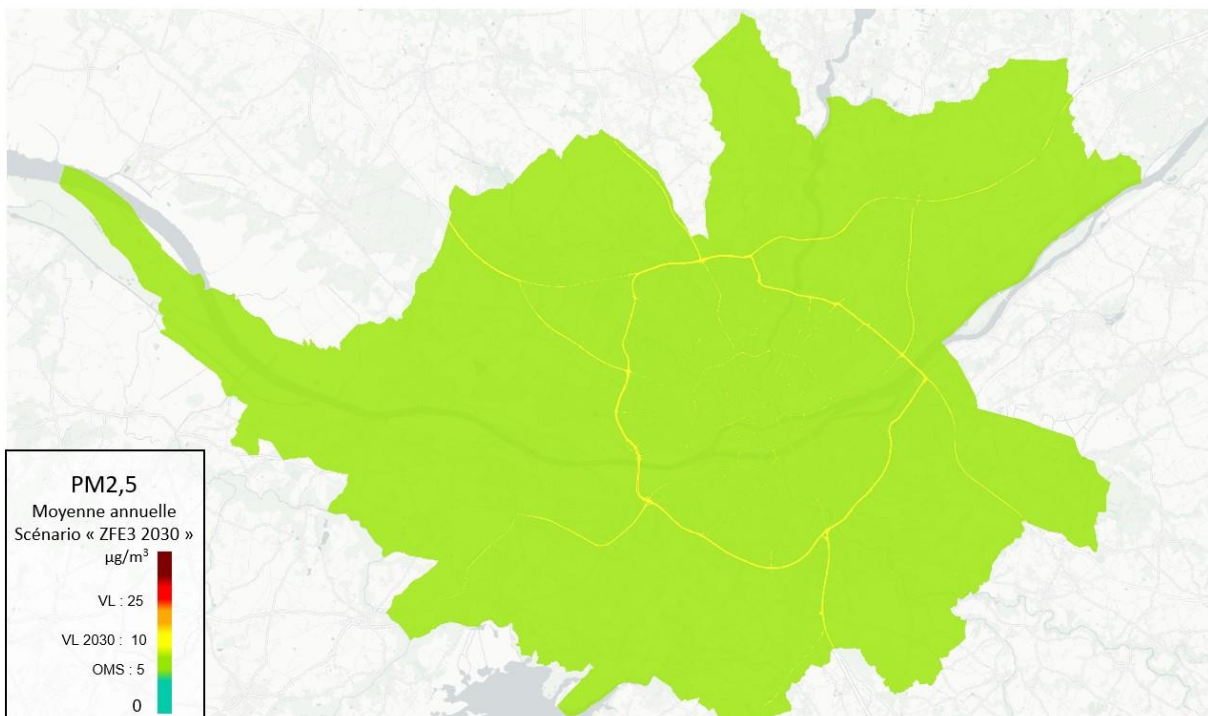 PM2,5
Moyenne annuelle
Scénario « ZFE3 2030 »
µg/m³
VL : 25
VL 2030 : 10
OMS : 5
0